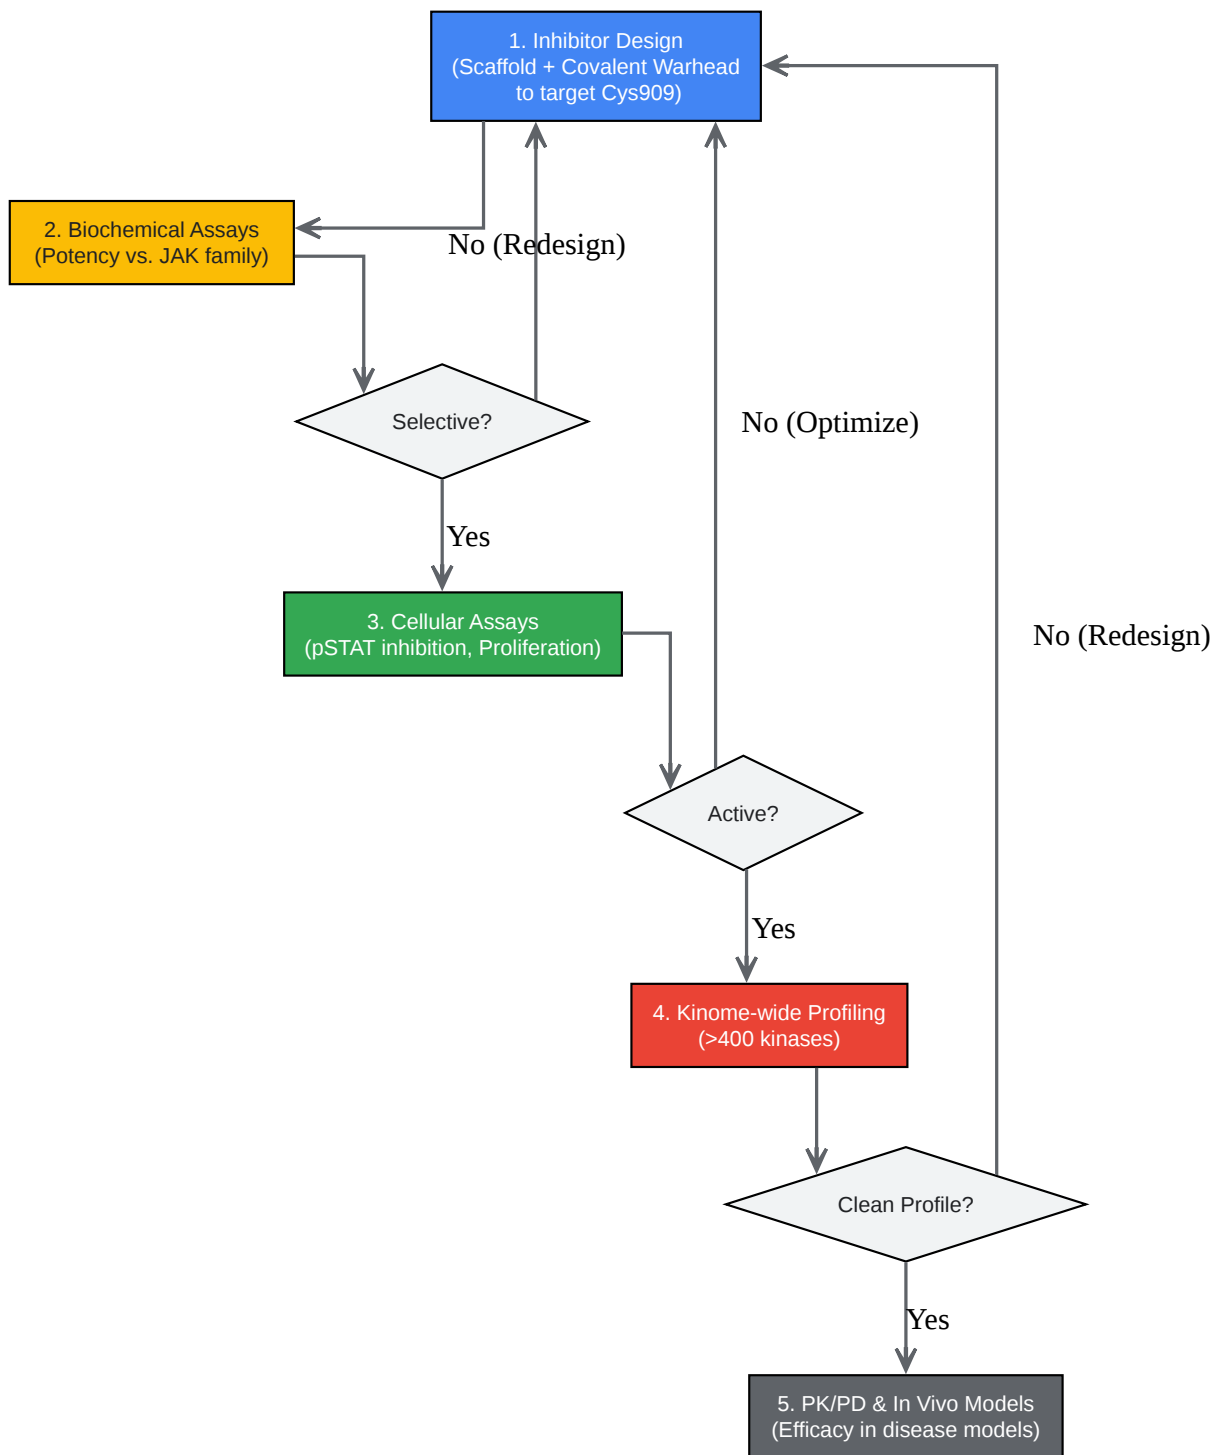 1. Inhibitor Design
(Scaffold + Covalent Warhead
to target Cys909)
2. Biochemical Assays
(Potency vs. JAK family)
No (Redesign)
Selective?
No (Optimize)
Yes
3. Cellular Assays
(pSTAT inhibition, Proliferation)
No (Redesign)
Active?
Yes
4. Kinome-wide Profiling
(>400 kinases)
Clean Profile?
Yes
5. PK/PD & In Vivo Models
(Efficacy in disease models)